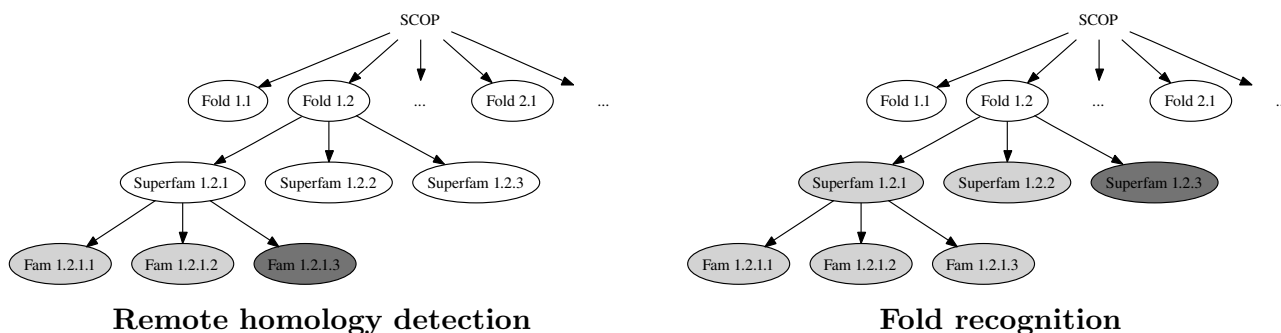 SCOP
Fold 1.1
Fold 1.2
...
Fold 2.1
...
Superfam 1.2.1
Superfam 1.2.2
Superfam 1.2.3
Fam 1.2.1.1
Fam 1.2.1.2
Fam 1.2.1.3
Remote homology detection
SCOP
Fold 1.1
Fold 1.2
...
Fold 2.1
...
Superfam 1.2.1
Superfam 1.2.2
Superfam 1.2.3
Fam 1.2.1.1
Fam 1.2.1.2
Fam 1.2.1.3
Fold recognition